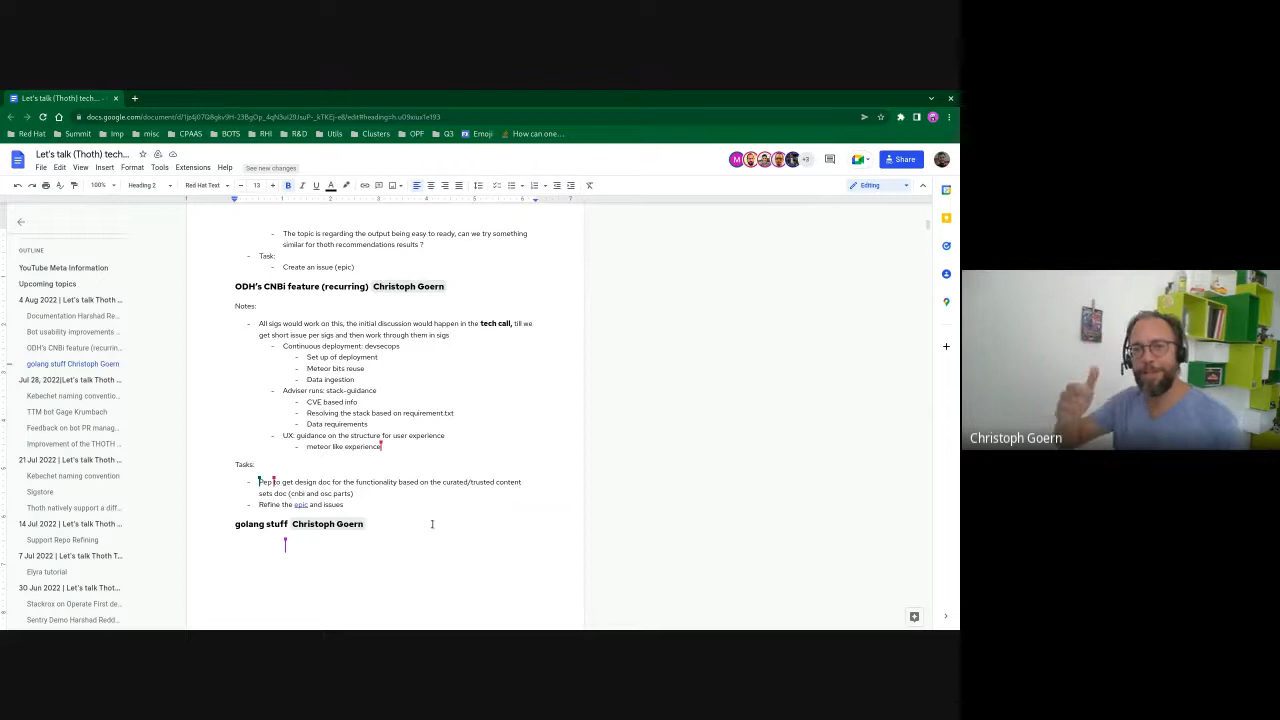 Let's talk (Thoth) tech...
Red Hat Summit Imp misc CPAAS BOTS RHI R&D Utils Clusters OPF Q3 Emoji How can one...
Let's talk (Thoth) tech...
+3 Share
File Edit View Insert Format Tools Extensions Help See new changes
100% Heading 2 Red Hat Text 13 Editing
OUTLINE
YouTube Meta Information
Upcoming topics
4 Aug 2022 | Let's talk Thoth ...
Documentation Harshad Red...
Bot usability improvements ...
ODH's CNBi feature (recurrin...
golang stuff Christoph Goern
Jul 28, 2022|Let's talk Thoth ...
Kebechet naming conventio...
TTM bot Gage Krumbach
Feedback on bot PR manag...
Improvement of the THOTH ...
21 Jul 2022 | Let's talk Thoth ...
Kebechet naming convention
Sigstore
Thoth natively support a diff...
14 Jul 2022 | Let's talk Thoth ...
Support Repo Refining
7 Jul 2022 | Let's talk Thoth T...
Elyra tutorial
30 Jun 2022 | Let's talk Thot...
Stackrox on Operate First de...
Sentry Demo Harshad Redd...
- The topic is regarding the output being easy to ready, can we try something
similar for thoth recommendations results ?
- Task:
- Create an issue (epic)
ODH's CNBi feature (recurring) Christoph Goern
Notes:
- All sigs would work on this, the initial discussion would happen in the tech call, till we
get short issue per sigs and then work through them in sigs
- Continuous deployment: devsecops
- Set up of deployment
- Meteor bits reuse
- Data ingestion
- Adviser runs: stack-guidance
- CVE based info
- Resolving the stack based on requirement.txt
- Data requirements
- UX: guidance on the structure for user experience
- meteor like experience
Tasks:
- Pep to get design doc for the functionality based on the curated/trusted content
sets doc (cnbi and osc parts)
- Refine the epic and issues
golang stuff Christoph Goern
Christoph Goern